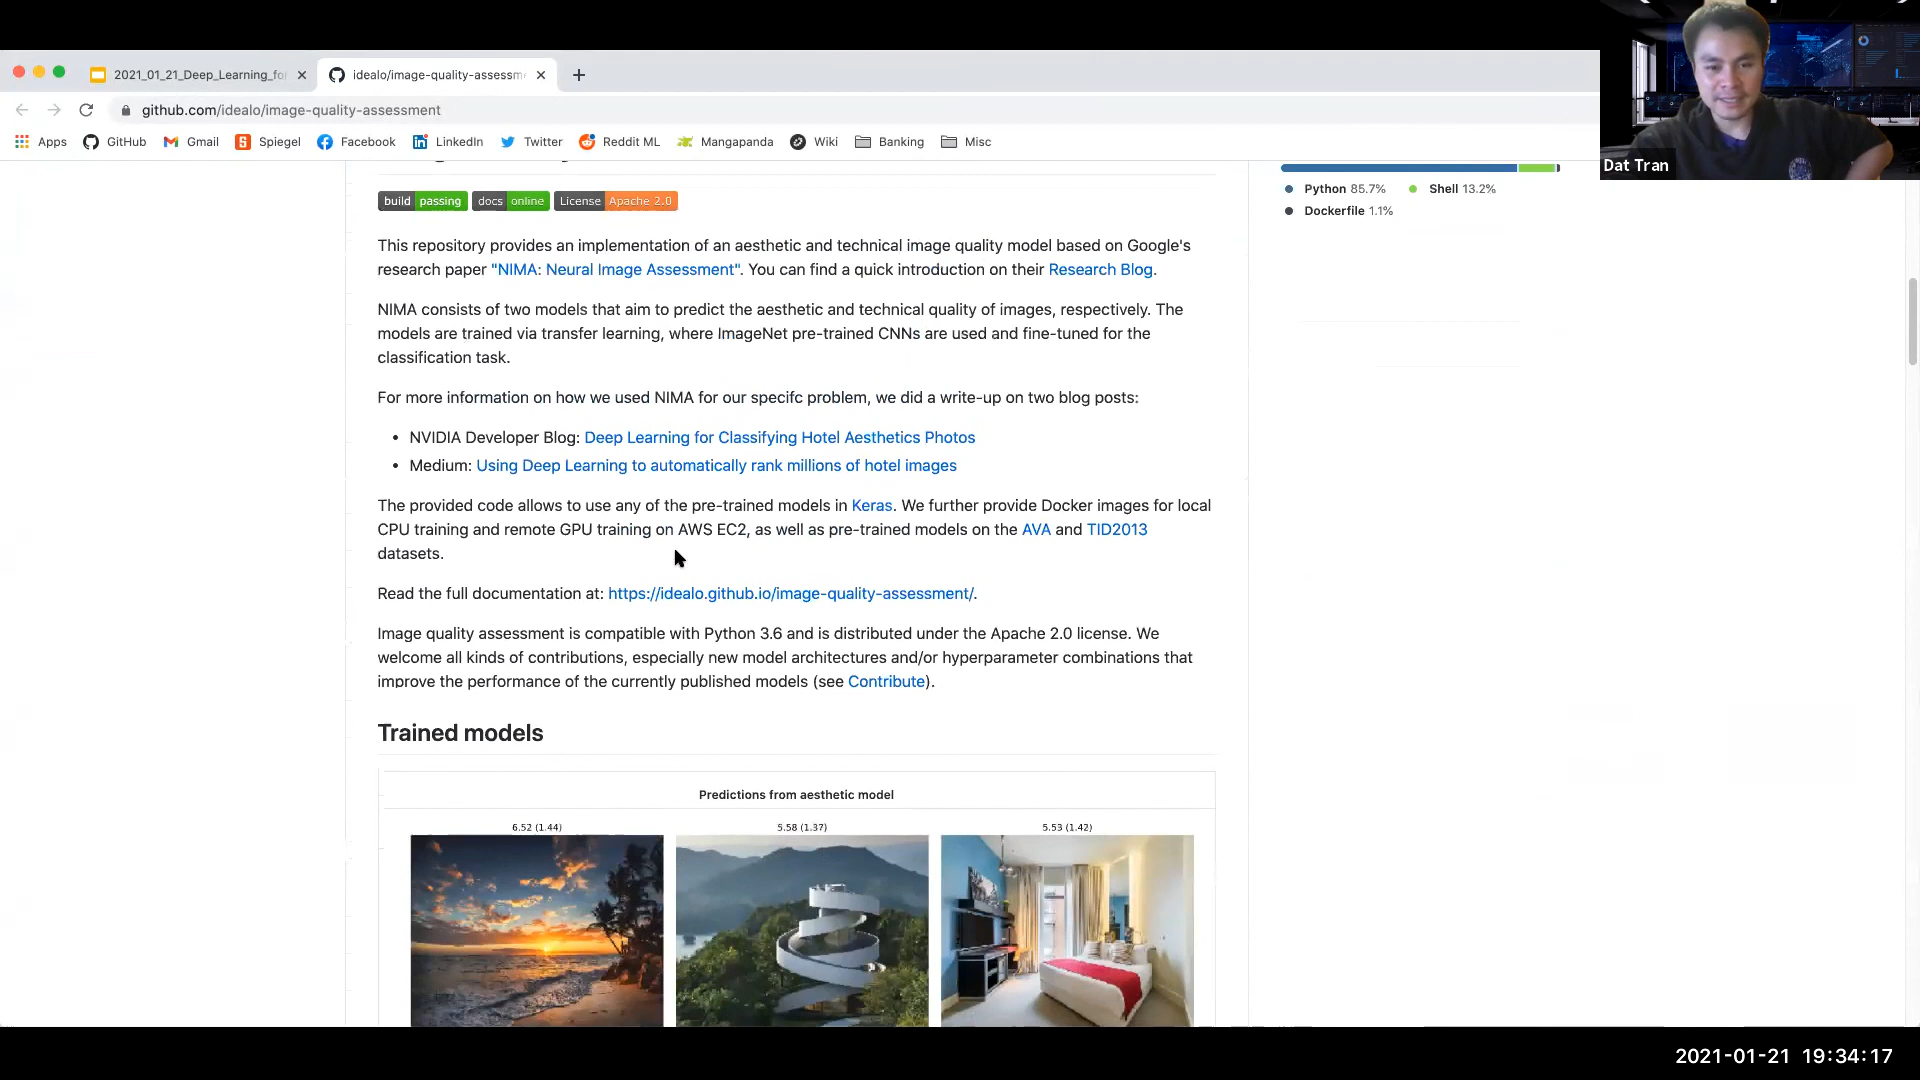 2021_01_21_Deep_Learning_fo
idealo/image-quality-assessm
github.com/idealo/image-quality-assessment
Apps GitHub Gmail Spiegel Facebook LinkedIn Twitter Reddit ML Mangapanda Wiki Banking Misc
Dat Tran
build passing docs online License Apache 2.0
Python 85.7% Shell 13.2%
Dockerfile 1.1%
This repository provides an implementation of an aesthetic and technical image quality model based on Google's
research paper "NIMA: Neural Image Assessment". You can find a quick introduction on their Research Blog.
NIMA consists of two models that aim to predict the aesthetic and technical quality of images, respectively. The
models are trained via transfer learning, where ImageNet pre-trained CNNs are used and fine-tuned for the
classification task.
For more information on how we used NIMA for our specifc problem, we did a write-up on two blog posts:
• NVIDIA Developer Blog: Deep Learning for Classifying Hotel Aesthetics Photos
• Medium: Using Deep Learning to automatically rank millions of hotel images
The provided code allows to use any of the pre-trained models in Keras. We further provide Docker images for local
CPU training and remote GPU training on AWS EC2, as well as pre-trained models on the AVA and TID2013
datasets.
Read the full documentation at: https://idealo.github.io/image-quality-assessment/.
Image quality assessment is compatible with Python 3.6 and is distributed under the Apache 2.0 license. We
welcome all kinds of contributions, especially new model architectures and/or hyperparameter combinations that
improve the performance of the currently published models (see Contribute).
Trained models
Predictions from aesthetic model
6.52 (1.44) 5.58 (1.37) 5.53 (1.42)
2021-01-21 19:34:17